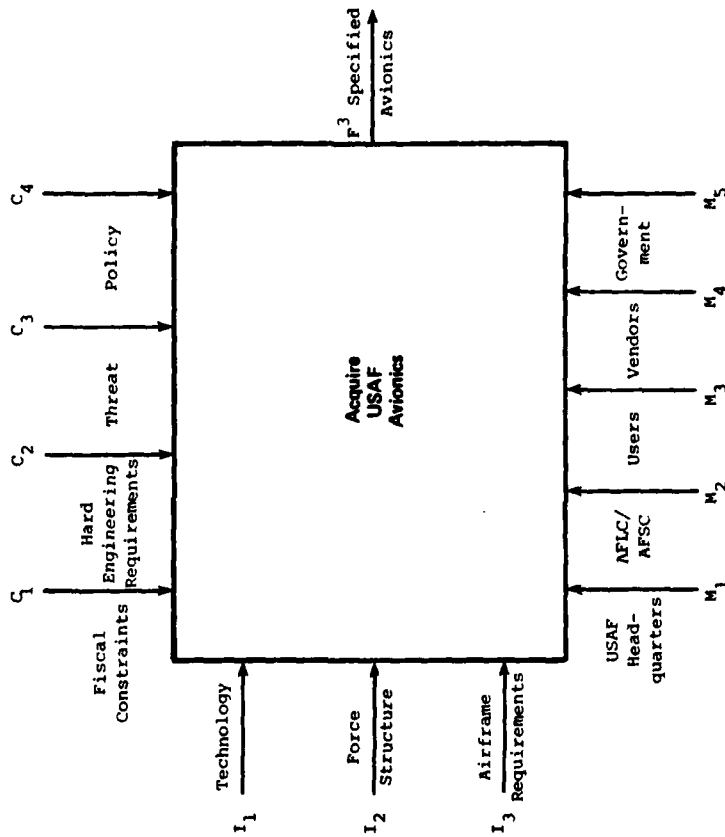 C1
C2
C3
C4
Fiscal
Constraints
Hard
Engineering
Requirements
Threat
Policy
I1
Technology
I2
Force
Structure
I3
Airframe
Requirements
Acquire
USAF
Avionics
F³ Specified
Avionics
USAF
Head-
quarters
AFLC/
AFSC
Users
Vendors
Govern-
ment
M1
M2
M3
M4
M5